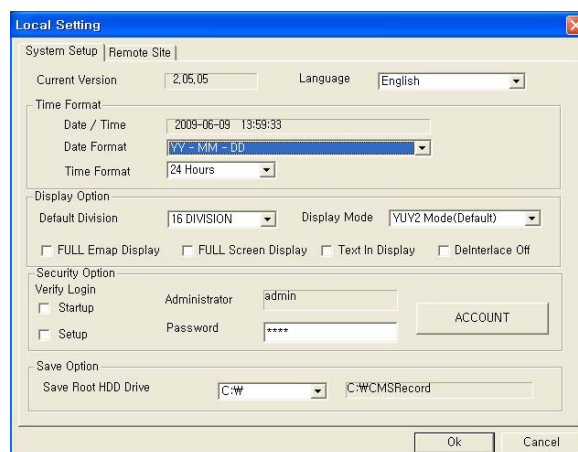 Local Setting
System Setup Remote Site
Current Version 2,05,05 Language English
Time Format
Date / Time 2009-06-09 13:59:33
Date Format YY - MM - DD
Time Format 24 Hours
Display Option
Default Division 16 DIVISION Display Mode YUY2 Mode(Default)
FULL Emap Display FULL Screen Display Text In Display DeInterlace Off
Security Option
Verify Login
Startup Administrator admin
ACCOUNT
Setup Password ****
Save Option
Save Root HDD Drive C:₩ C:₩CMSRecord
Ok Cancel